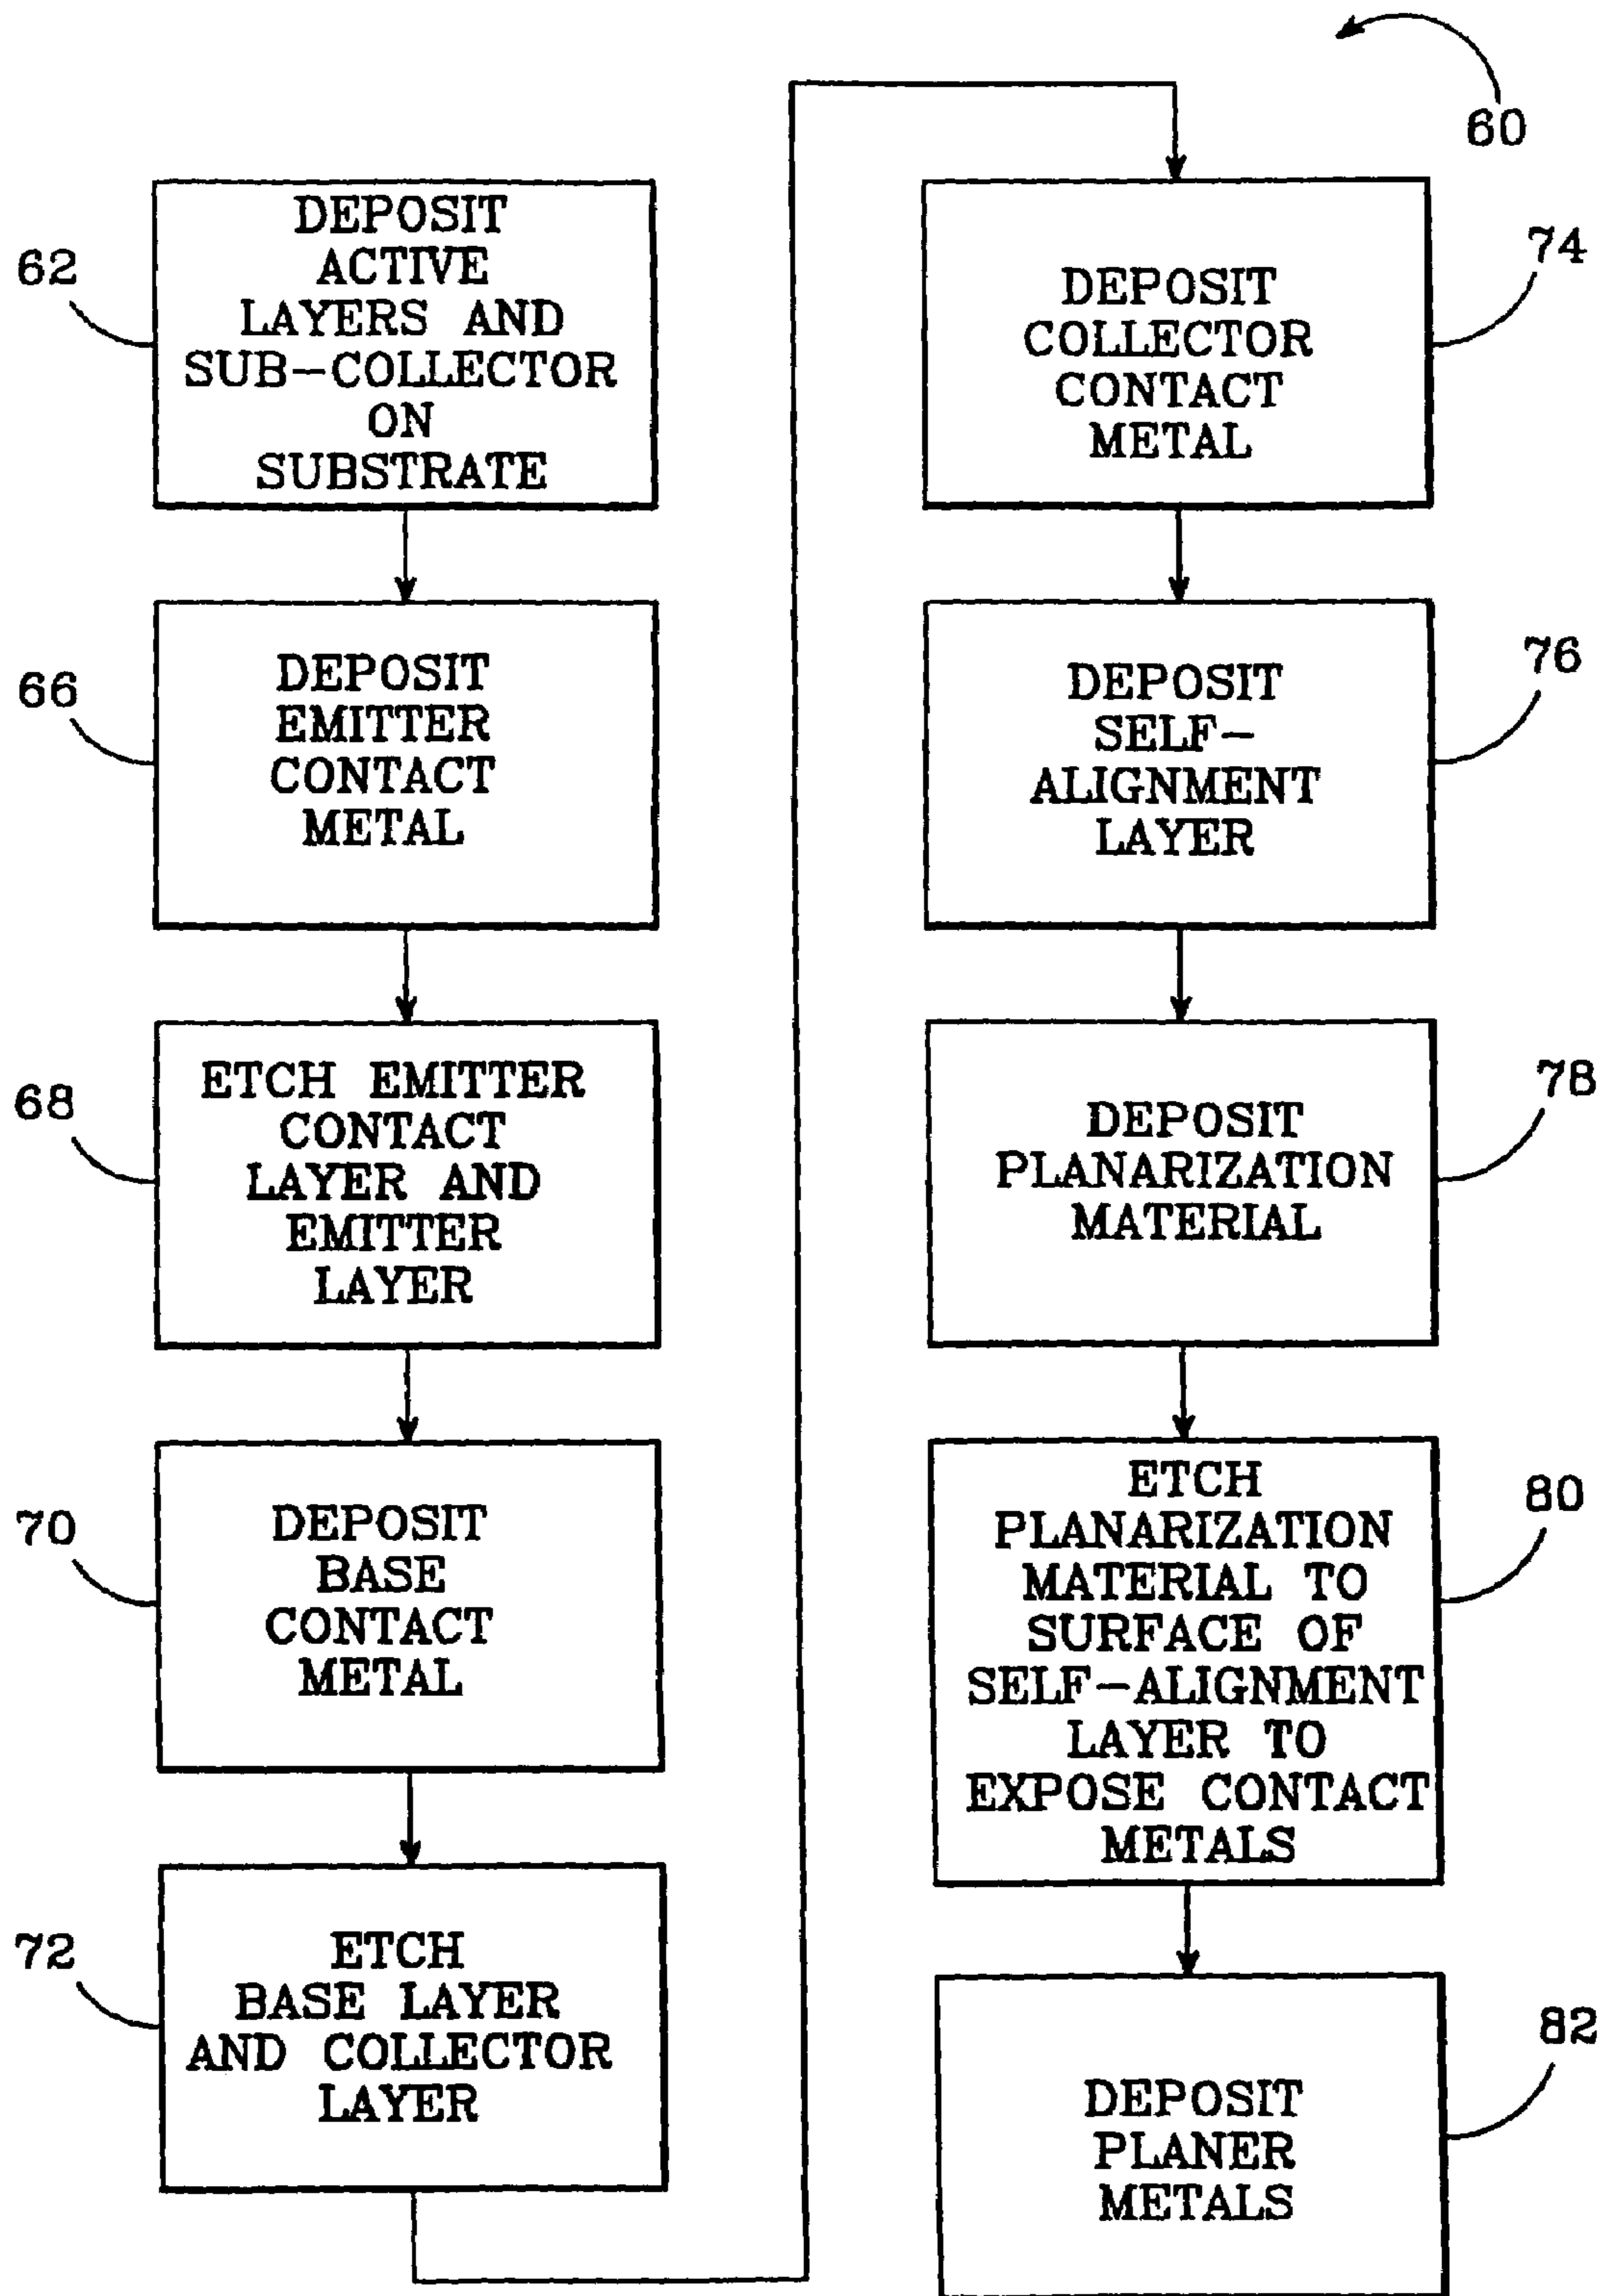 60
62
DEPOSIT
ACTIVE
LAYERS AND
SUB-COLLECTOR
ON
SUBSTRATE
66
DEPOSIT
EMITTER
CONTACT
METAL
68
ETCH EMITTER
CONTACT
LAYER AND
EMITTER
LAYER
70
DEPOSIT
BASE
CONTACT
METAL
72
ETCH
BASE LAYER
AND COLLECTOR
LAYER
74
DEPOSIT
COLLECTOR
CONTACT
METAL
76
DEPOSIT
SELF-
ALIGNMENT
LAYER
78
DEPOSIT
PLANARIZATION
MATERIAL
80
ETCH
PLANARIZATION
MATERIAL TO
SURFACE OF
SELF-ALIGNMENT
LAYER TO
EXPOSE CONTACT
METALS
82
DEPOSIT
PLANER
METALS